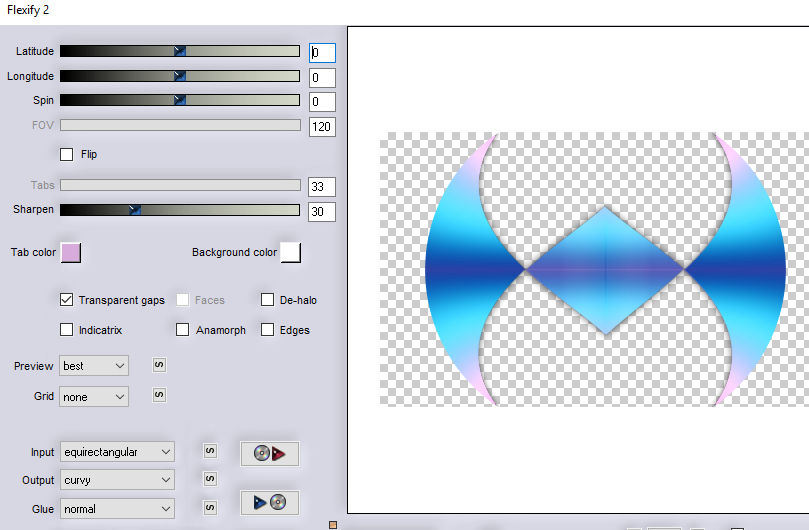 Flexify 2
Latitude 0
Longitude 0
Spin 0
FOV 120
Flip
Tabs 33
Sharpen 30
Tab color Background color
Transparent gaps Faces De-halo
Indicatrix Anamorph Edges
Preview best S
Grid none S
Input equirectangular S
Output curvy S
Glue normal S